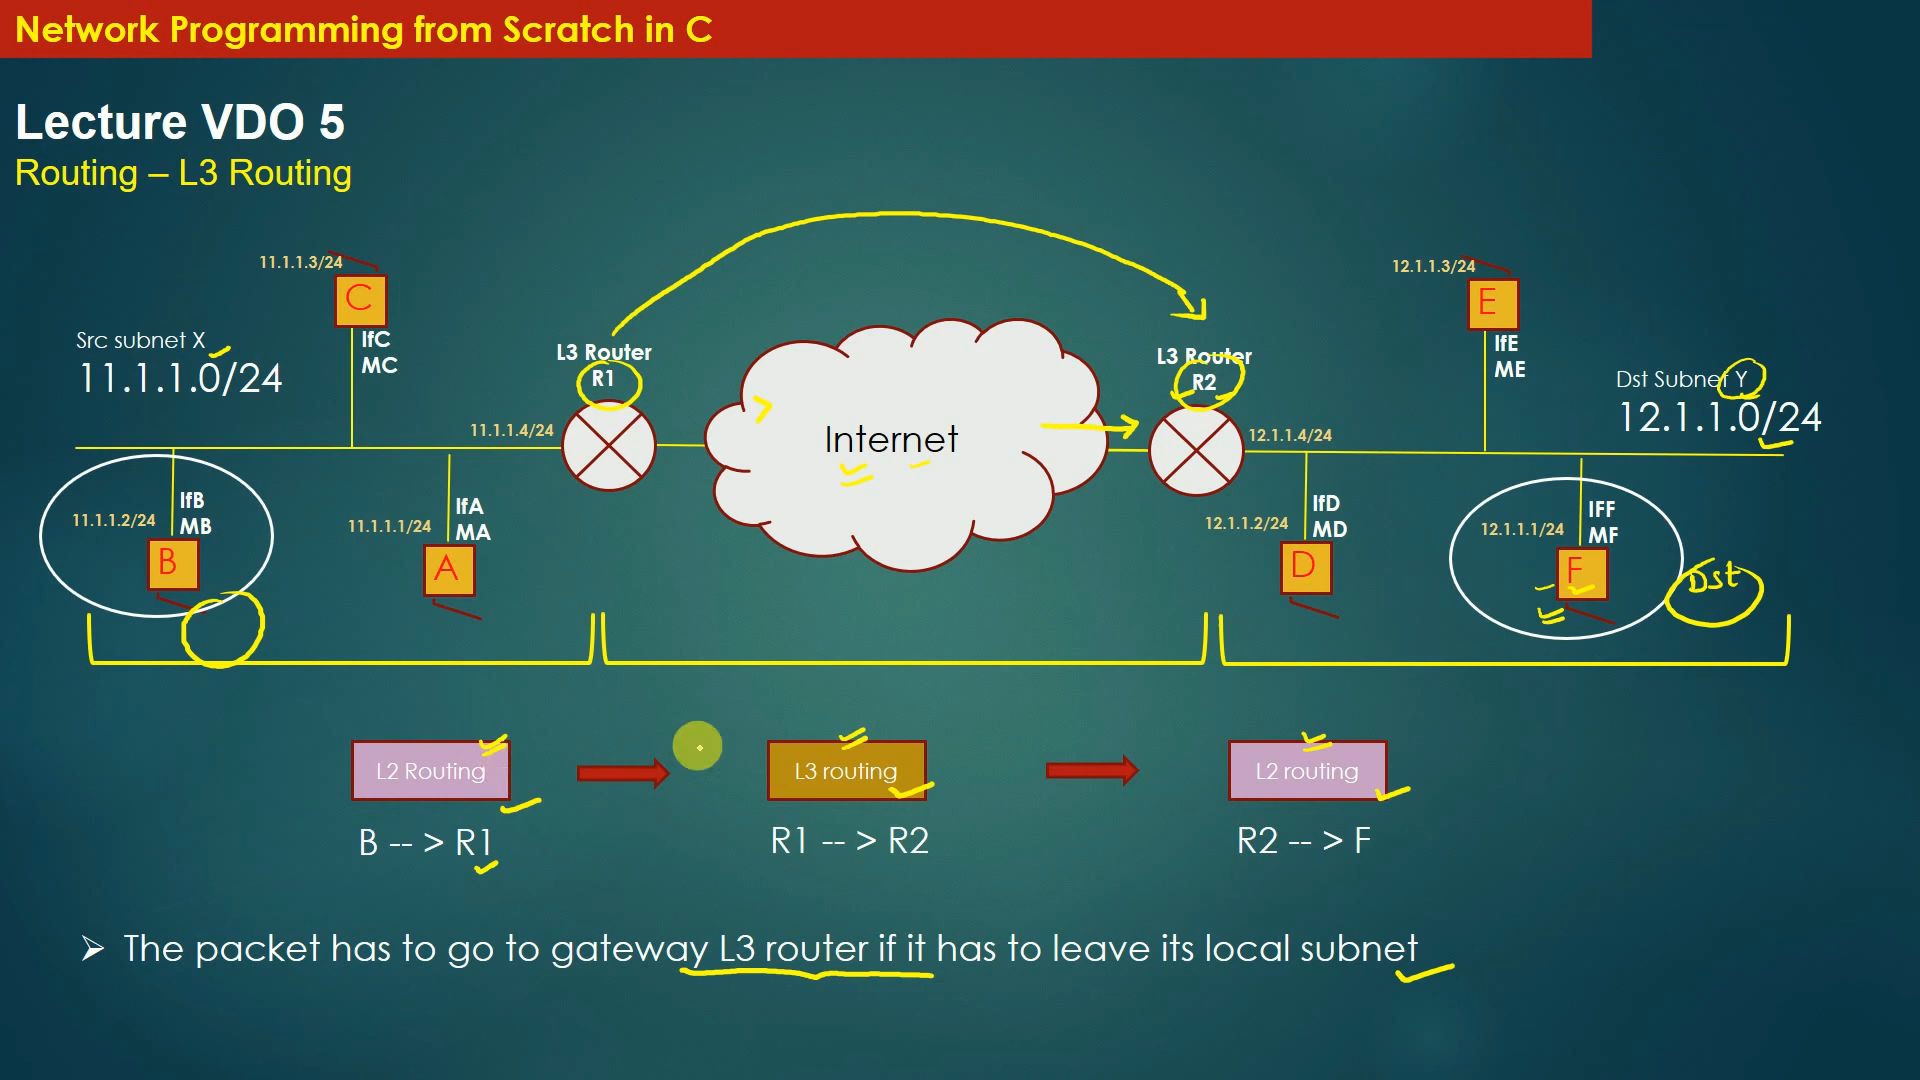 Network Programming from Scratch in C
Lecture VDO 5
Routing – L3 Routing
11.1.1.3/24
C
IfC
MC
Src subnet X
11.1.1.0/24
L3 Router
R1
11.1.1.4/24
IfB
MB
11.1.1.2/24
B
IfA
MA
11.1.1.1/24
A
Internet
L3 Router
R2
12.1.1.4/24
12.1.1.3/24
E
IfE
ME
Dst Subnet Y
12.1.1.0/24
IfD
MD
12.1.1.2/24
D
IFF
MF
12.1.1.1/24
F
Dst
L2 Routing
L3 routing
L2 routing
B -- > R1
R1 -- > R2
R2 -- > F
➢ The packet has to go to gateway L3 router if it has to leave its local subnet